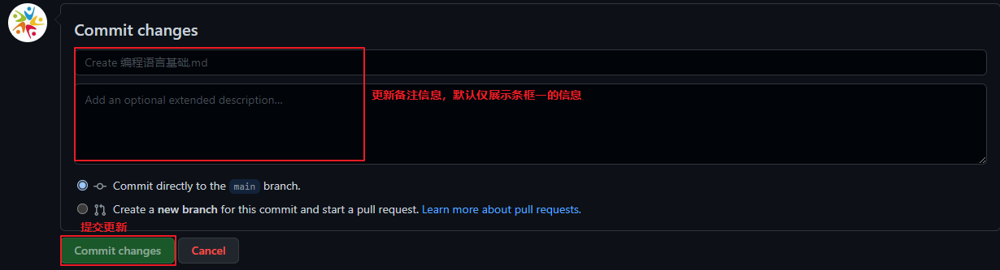 Commit changes
Create 编程语言基础.md
Add an optional extended description...
更新备注信息，默认仅展示条框一的信息
Commit directly to the main branch.
Create a new branch for this commit and start a pull request. Learn more about pull requests.
提交更新
Commit changes
Cancel